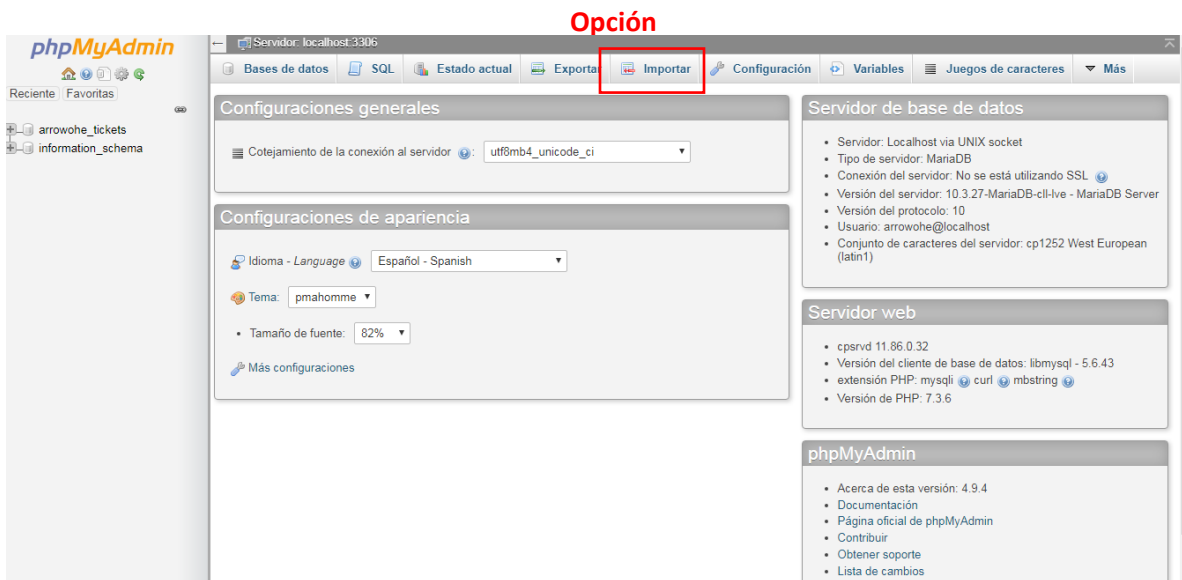 Opción
phpMyAdmin
Reciente Favoritas
arrowohe_tickets
information_schema
Servidor: localhost:3306
Bases de datos SQL Estado actual Exportar Importar Configuración Variables Juegos de caracteres Más
Configuraciones generales
Cotejamiento de la conexión al servidor : utf8mb4_unicode_ci
Configuraciones de apariencia
Idioma - Language Español - Spanish
Tema: pmahomme
• Tamaño de fuente: 82%
Más configuraciones
Servidor de base de datos
• Servidor: Localhost via UNIX socket
• Tipo de servidor: MariaDB
• Conexión del servidor: No se está utilizando SSL
• Versión del servidor: 10.3.27-MariaDB-cll-lve - MariaDB Server
• Versión del protocolo: 10
• Usuario: arrowohe@localhost
• Conjunto de caracteres del servidor: cp1252 West European
(latin1)
Servidor web
• cpsrvd 11.86.0.32
• Versión del cliente de base de datos: libmysql - 5.6.43
• extensión PHP: mysqli curl mbstring
• Versión de PHP: 7.3.6
phpMyAdmin
• Acerca de esta versión: 4.9.4
• Documentación
• Página oficial de phpMyAdmin
• Contribuir
• Obtener soporte
• Lista de cambios